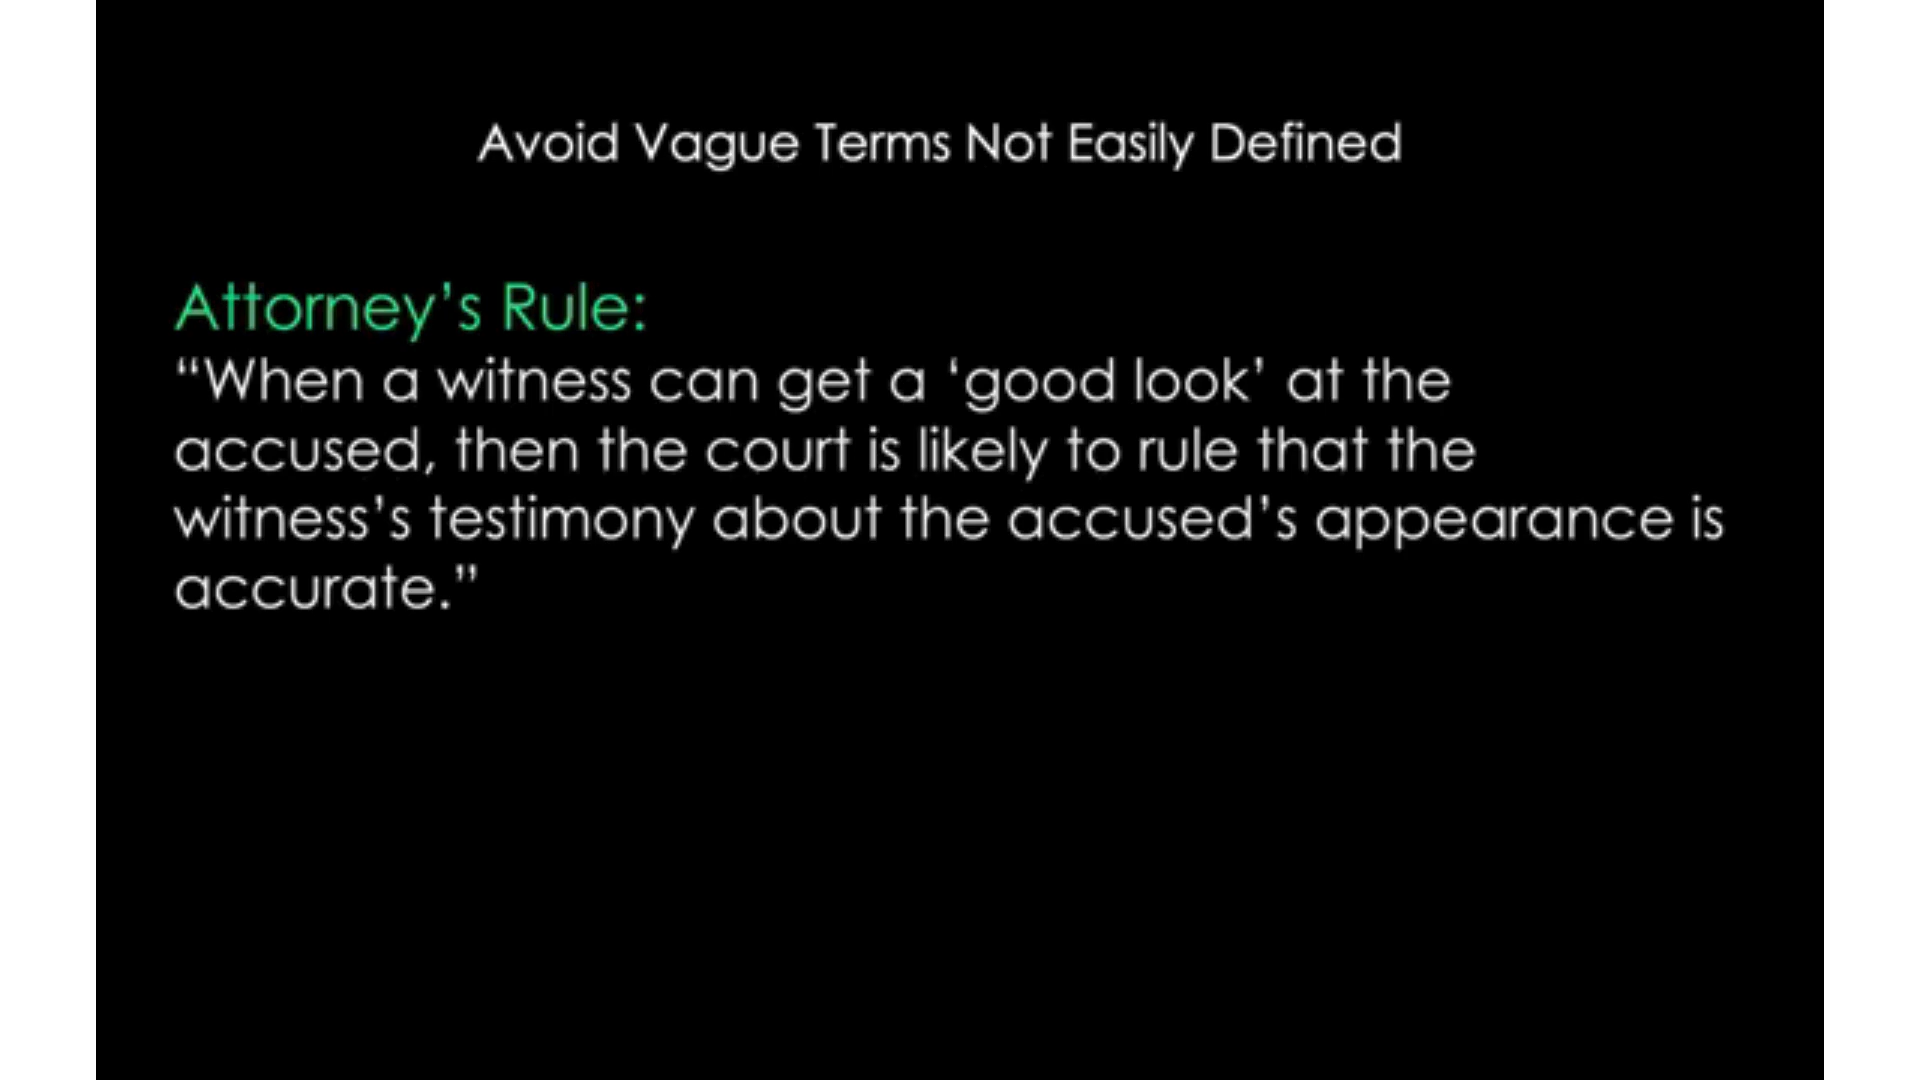 Avoid Vague Terms Not Easily Defined
Attorney’s Rule:
“When a witness can get a ‘good look’ at the
accused, then the court is likely to rule that the
witness’s testimony about the accused’s appearance is
accurate.”